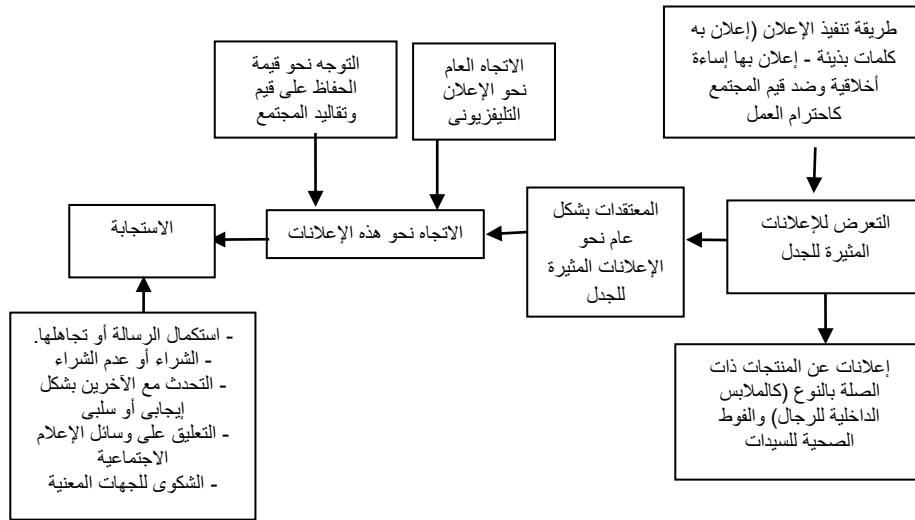 طريقة تنفيذ الإعلان (إعلان به
كلمات بذيئة - إعلان بها إساءة
أخلاقية وضد قيم المجتمع
كاحترام العمل
الاتجاه العام
نحو الإعلان
التليفزيونى
التوجه نحو قيمة
الحفاظ على قيم
وتقاليد المجتمع
التعرض للإعلانات
المثيرة للجدل
المعتقدات بشكل
عام نحو
الإعلانات المثيرة
للجدل
الاتجاه نحو هذه الإعلانات
الاستجابة
إعلانات عن المنتجات ذات
الصلة بالنوع (كالملابس
الداخلية للرجال) والفوط
الصحية للسيدات
- استكمال الرسالة أو تجاهلها.
- الشراء أو عدم الشراء
- التحدث مع الآخرين بشكل
إيجابى أو سلبى
- التعليق على وسائل الإعلام
الاجتماعية
- الشكوى للجهات المعنية